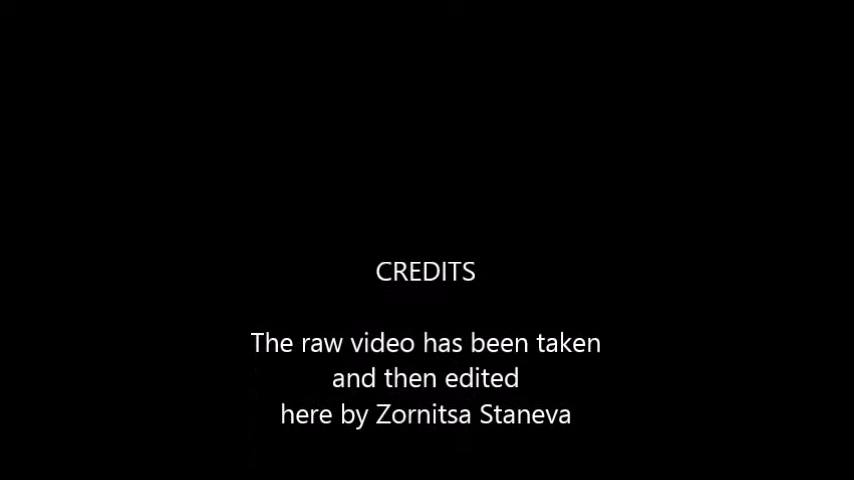 CREDITS
The raw video has been taken
and then edited
here by Zornitsa Staneva